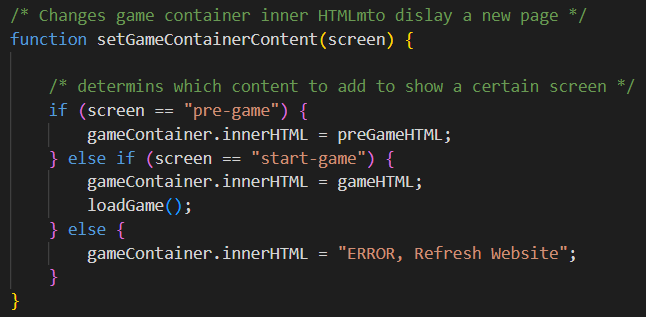 /* Changes game container inner HTMLmto dislay a new page */
function setGameContainerContent(screen) {
/* determins which content to add to show a certain screen */
if (screen == "pre-game") {
gameContainer.innerHTML = preGameHTML;
} else if (screen == "start-game") {
gameContainer.innerHTML = gameHTML;
loadGame();
} else {
gameContainer.innerHTML = "ERROR, Refresh Website";
}
}